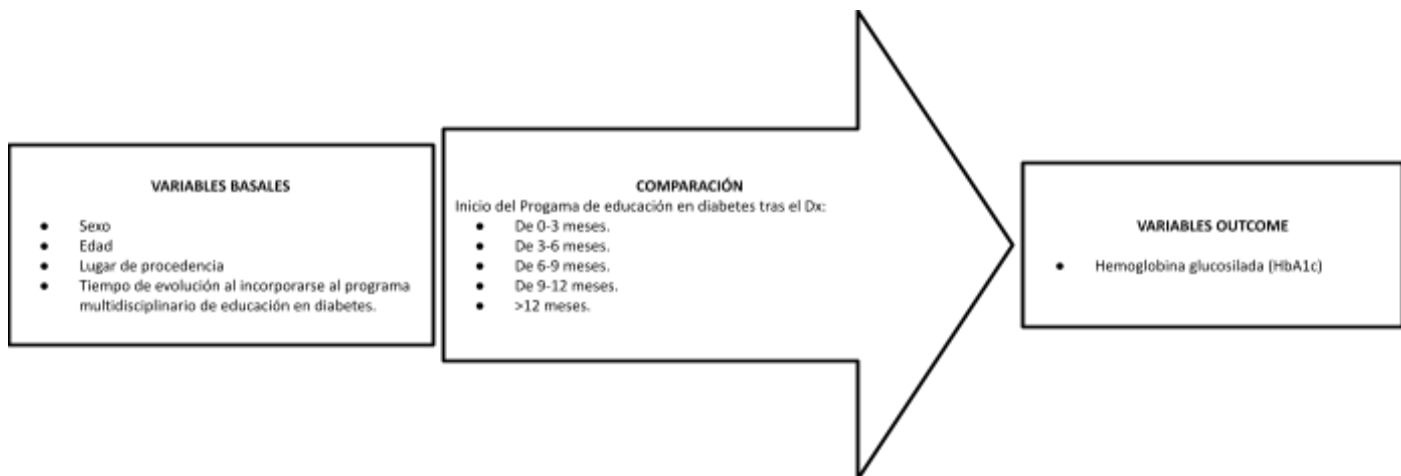 VARIABLES BASALES
● Sexo
● Edad
● Lugar de procedencia
● Tiempo de evolución al incorporarse al programa
multidisciplinario de educación en diabetes.
COMPARACIÓN
Inicio del Progama de educación en diabetes tras el Dx:
● De 0-3 meses.
● De 3-6 meses.
● De 6-9 meses.
● De 9-12 meses.
● >12 meses.
VARIABLES OUTCOME
● Hemoglobina glucosilada (HbA1c)